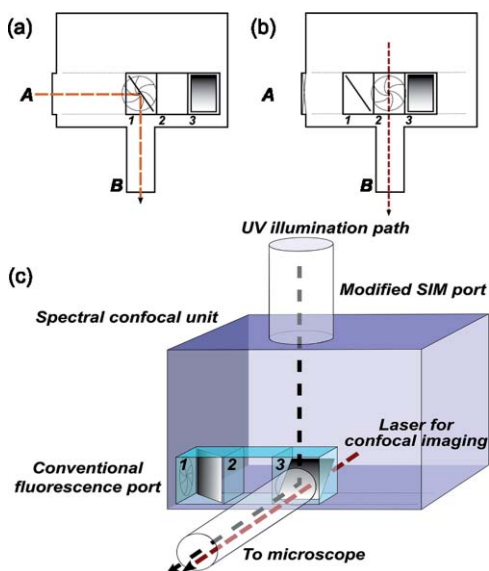 (a)
(b)
A
1 2 3
B
A
1 2 3
B
UV illumination path
(c)
Modified SIM port
Spectral confocal unit
Laser for
confocal imaging
1 2 3
Conventional
fluorescence port
To microscope